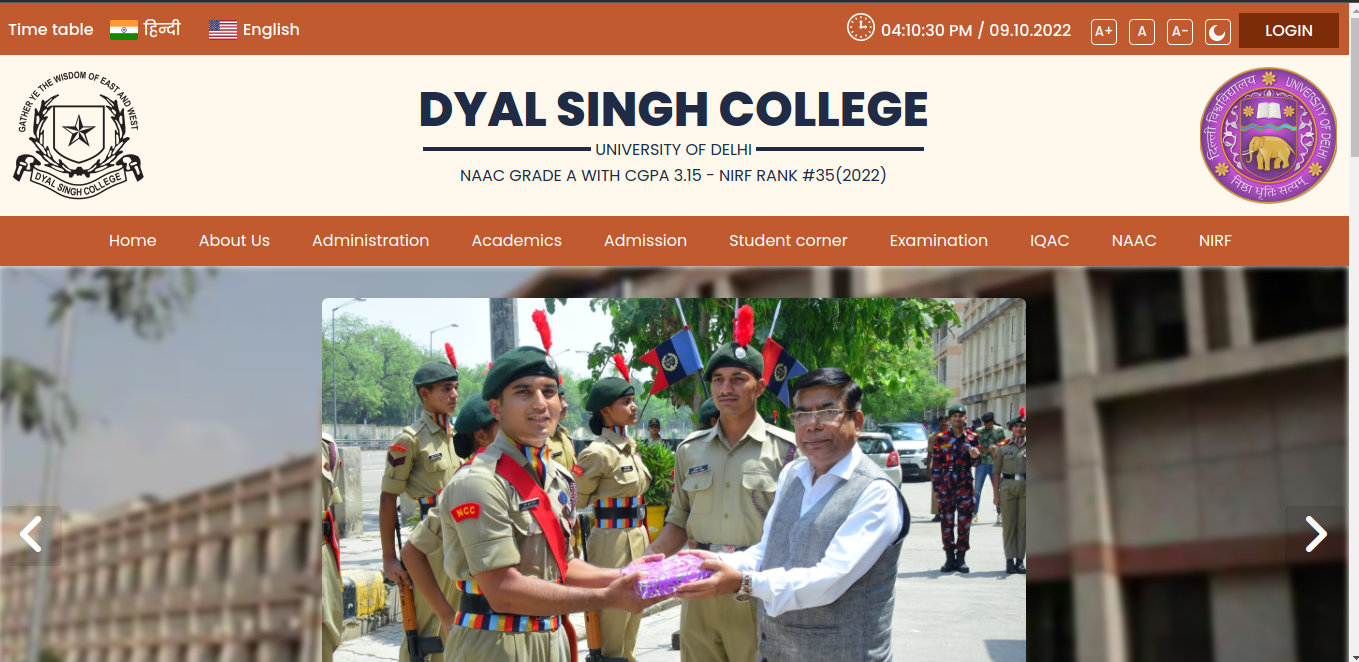 Time table हिन्दी English 04:10:30 PM / 09.10.2022 A+ A A- LOGIN
GATHER YE THE WISDOM OF EAST AND WEST
DYAL SINGH COLLEGE
DYAL SINGH COLLEGE
UNIVERSITY OF DELHI
NAAC GRADE A WITH CGPA 3.15 - NIRF RANK #35(2022)
दिल्ली विश्वविद्यालय UNIVERSITY OF DELHI
निष्ठा धृतिः सत्यम्
Home About Us Administration Academics Admission Student corner Examination IQAC NAAC NIRF
NCC